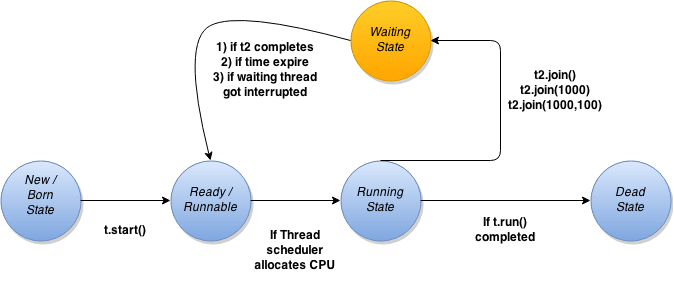 Waiting
State
1) if t2 completes
2) if time expire
3) if waiting thread
got interrupted
t2.join()
t2.join(1000)
t2.join(1000,100)
New /
Born
State
Ready /
Runnable
Running
State
Dead
State
t.start()
If Thread
scheduler
allocates CPU
If t.run()
completed